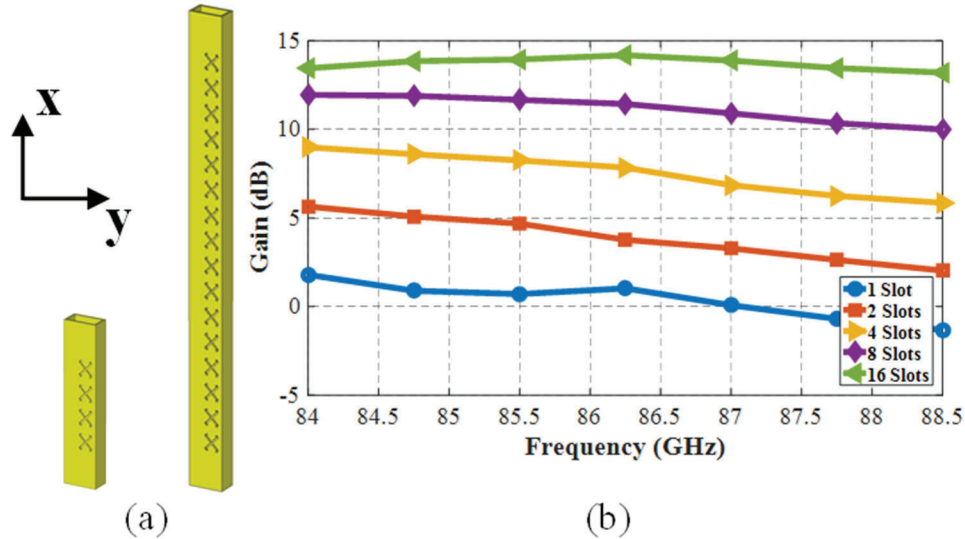 x
y
(a)
Gain (dB)
15
10
5
0
-5
84 84.5 85 85.5 86 86.5 87 87.5 88 88.5
Frequency (GHz)
1 Slot
2 Slots
4 Slots
8 Slots
16 Slots
(b)